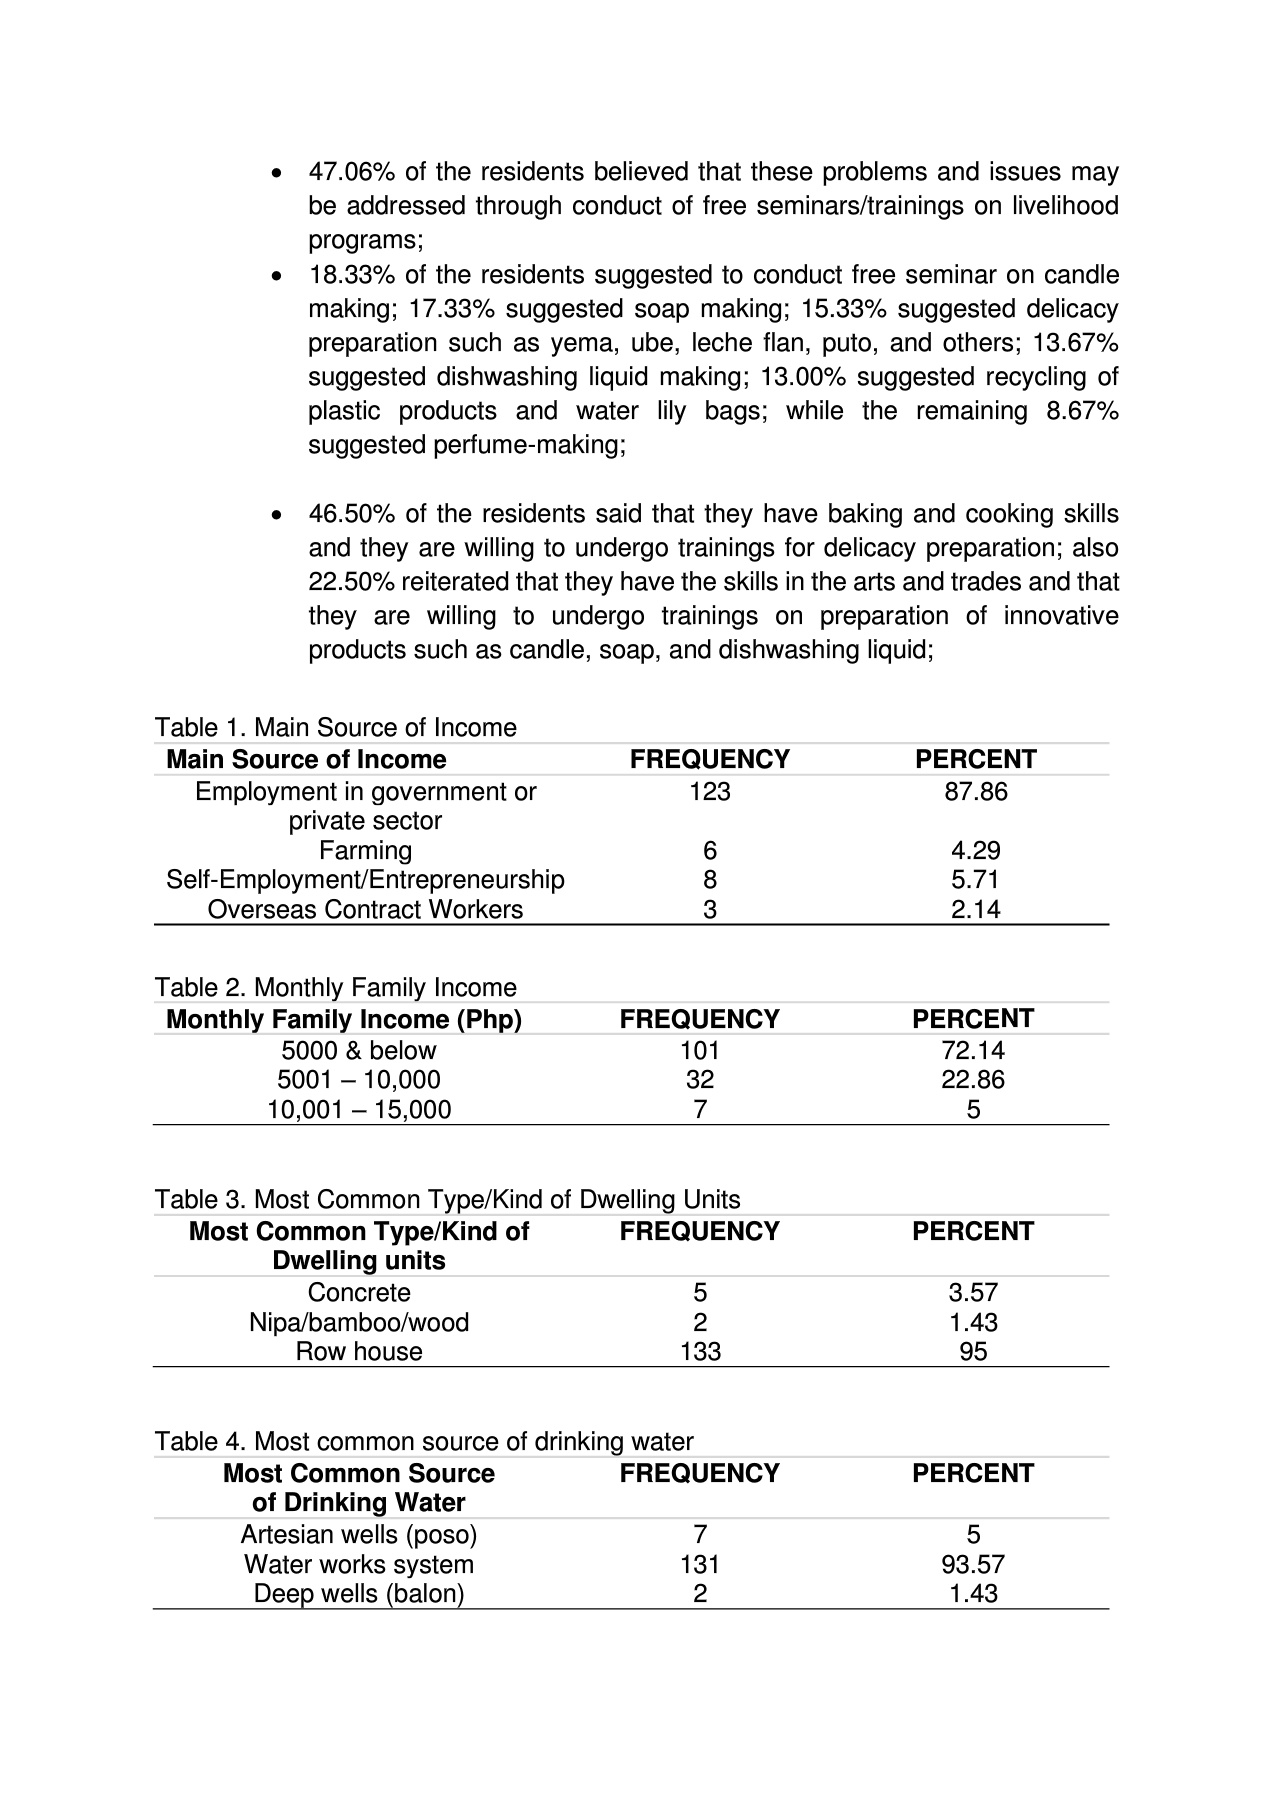 • 47.06% of the residents believed that these problems and issues may
be addressed through conduct of free seminars/trainings on livelihood
programs;
• 18.33% of the residents suggested to conduct free seminar on candle
making; 17.33% suggested soap making; 15.33% suggested delicacy
preparation such as yema, ube, leche flan, puto, and others; 13.67%
suggested dishwashing liquid making; 13.00% suggested recycling of
plastic products and water lily bags; while the remaining 8.67%
suggested perfume-making;
• 46.50% of the residents said that they have baking and cooking skills
and they are willing to undergo trainings for delicacy preparation; also
22.50% reiterated that they have the skills in the arts and trades and that
they are willing to undergo trainings on preparation of innovative
products such as candle, soap, and dishwashing liquid;
Table 1. Main Source of Income
Main Source of Income FREQUENCY PERCENT
Employment in government or 123 87.86
private sector
Farming 6 4.29
Self-Employment/Entrepreneurship 8 5.71
Overseas Contract Workers 3 2.14
Table 2. Monthly Family Income
Monthly Family Income (Php) FREQUENCY PERCENT
5000 & below 101 72.14
5001 – 10,000 32 22.86
10,001 – 15,000 7 5
Table 3. Most Common Type/Kind of Dwelling Units
Most Common Type/Kind of FREQUENCY PERCENT
Dwelling units
Concrete 5 3.57
Nipa/bamboo/wood 2 1.43
Row house 133 95
Table 4. Most common source of drinking water
Most Common Source FREQUENCY PERCENT
of Drinking Water
Artesian wells (poso) 7 5
Water works system 131 93.57
Deep wells (balon) 2 1.43